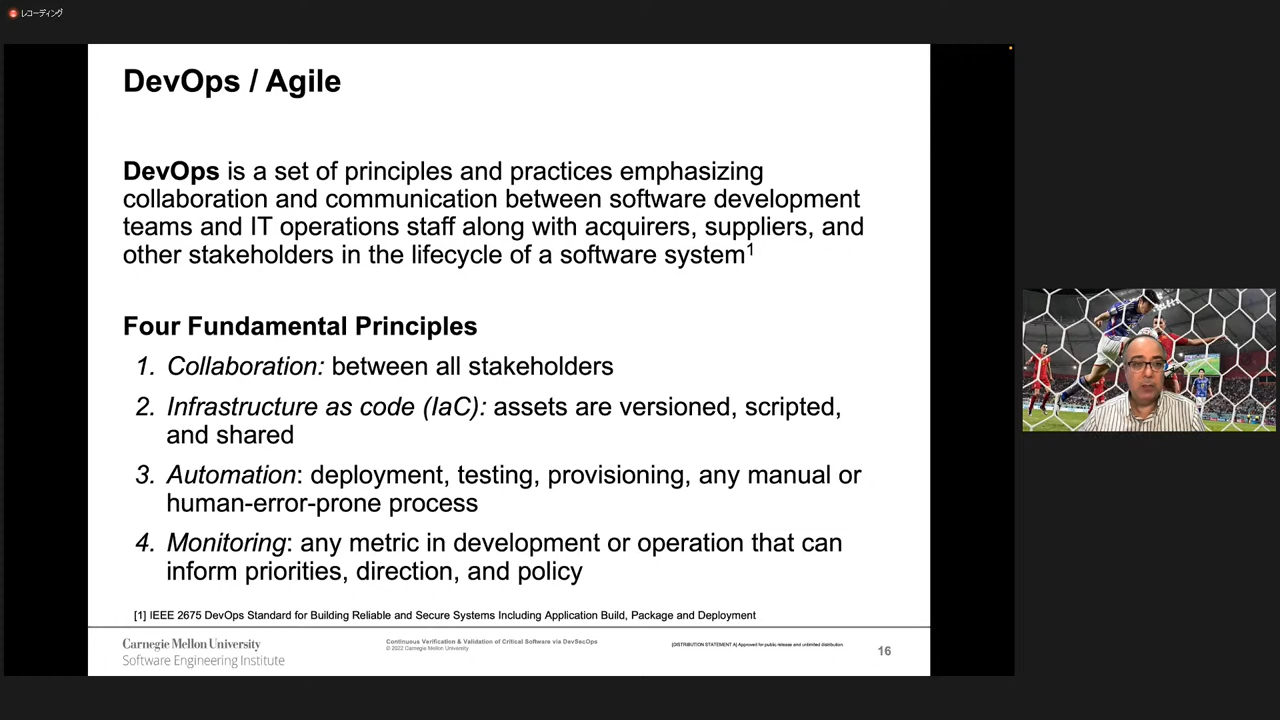 レコーディング
DevOps / Agile
DevOps is a set of principles and practices emphasizing
collaboration and communication between software development
teams and IT operations staff along with acquirers, suppliers, and
other stakeholders in the lifecycle of a software system1
Four Fundamental Principles
1. Collaboration: between all stakeholders
2. Infrastructure as code (IaC): assets are versioned, scripted,
and shared
3. Automation: deployment, testing, provisioning, any manual or
human-error-prone process
4. Monitoring: any metric in development or operation that can
inform priorities, direction, and policy
[1] IEEE 2675 DevOps Standard for Building Reliable and Secure Systems Including Application Build, Package and Deployment
Carnegie Mellon University
Software Engineering Institute
Continuous Verification & Validation of Critical Software via DevSecOps
© 2022 Carnegie Mellon University
[DISTRIBUTION STATEMENT A] Approved for public release and unlimited distribution
16